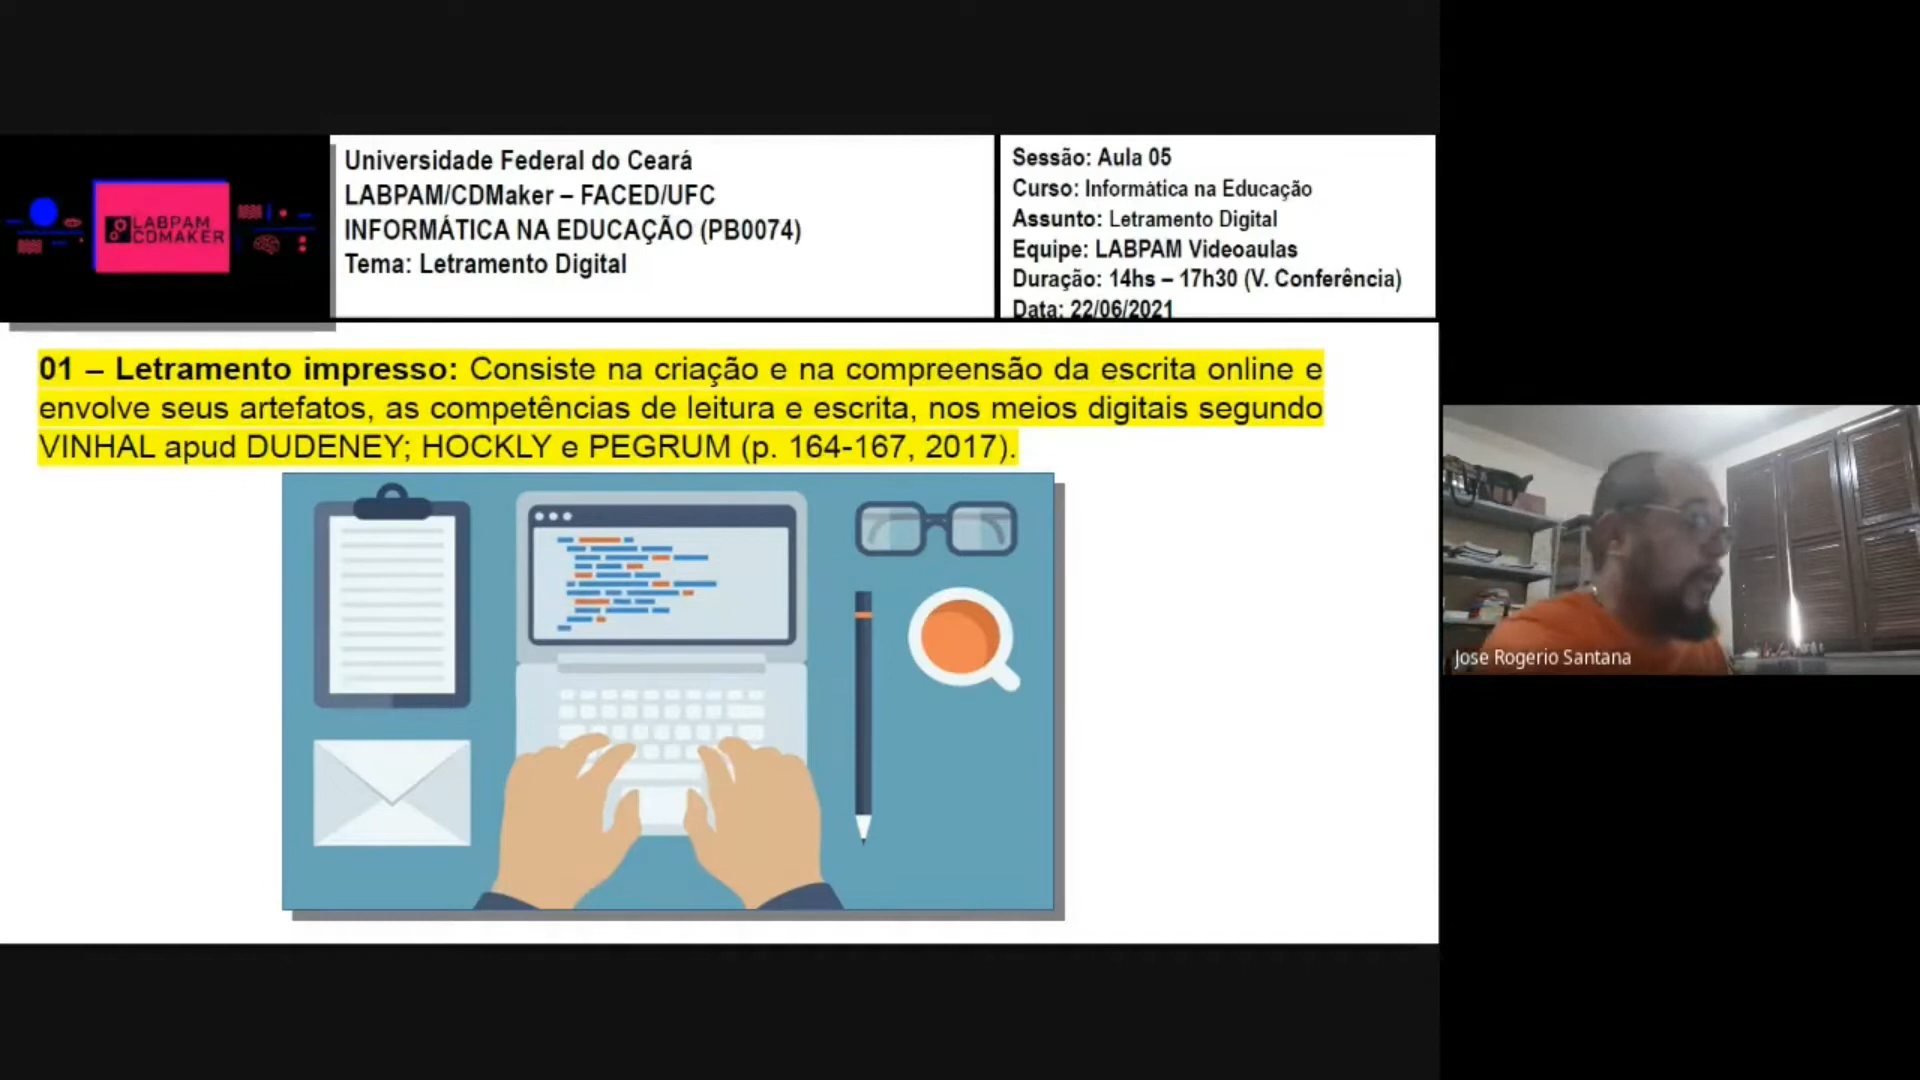 LABPAM
CDMAKER
Universidade Federal do Ceará
LABPAM/CDMaker – FACED/UFC
INFORMÁTICA NA EDUCAÇÃO (PB0074)
Tema: Letramento Digital
Sessão: Aula 05
Curso: Informática na Educação
Assunto: Letramento Digital
Equipe: LABPAM Videoaulas
Duração: 14hs – 17h30 (V. Conferência)
Data: 22/06/2021
01 – Letramento impresso: Consiste na criação e na compreensão da escrita online e
envolve seus artefatos, as competências de leitura e escrita, nos meios digitais segundo
VINHAL apud DUDENEY; HOCKLY e PEGRUM (p. 164-167, 2017).
Jose Rogerio Santana